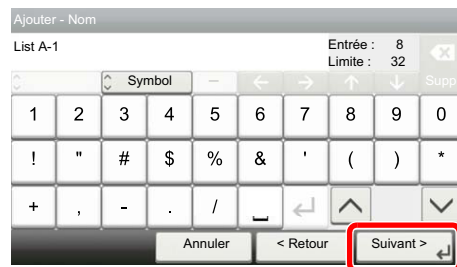 Ajouter - Nom
List A-1
Entrée : 8
Limite : 32
Symbol - Supp
1 2 3 4 5 6 7 8 9 0
! " # $ % & ' ( ) *
+ , - . / _
Annuler < Retour Suivant >